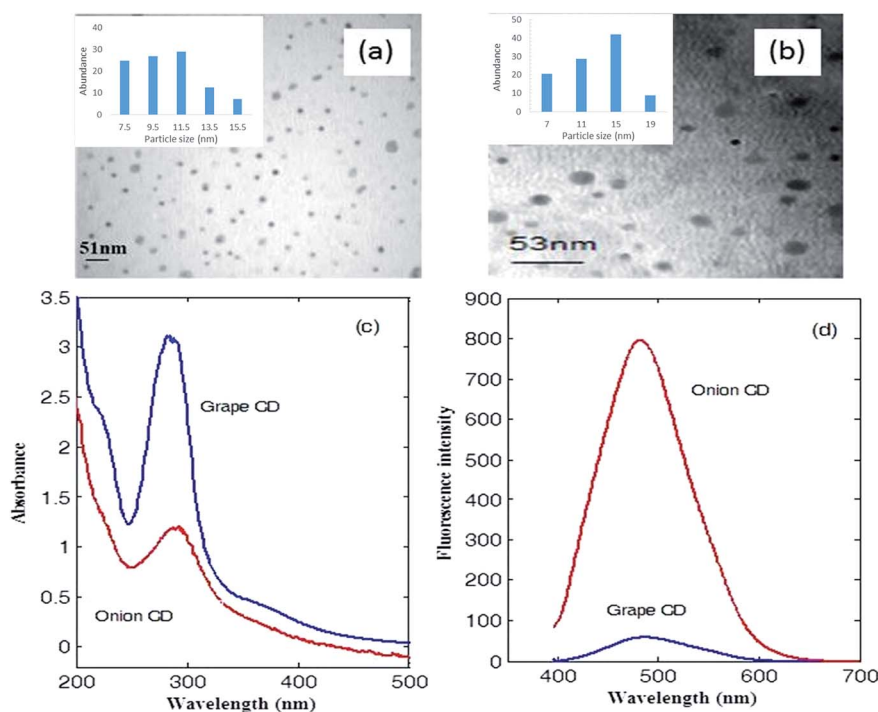 (a)
Abundance
40
30
20
10
0
7.5 9.5 11.5 13.5 15.5
Particle size (nm)
51nm
(b)
Abundance
50
40
30
20
10
0
7 11 15 19
Particle size (nm)
53nm
(c)
Absorbance
3.5
3
2.5
2
1.5
1
0.5
0
Grape CD
Onion CD
200 300 400 500
Wavelength (nm)
(d)
Fluorescence intensity
900
800
700
600
500
400
300
200
100
0
Onion CD
Grape CD
400 500 600 700
Wavelength (nm)